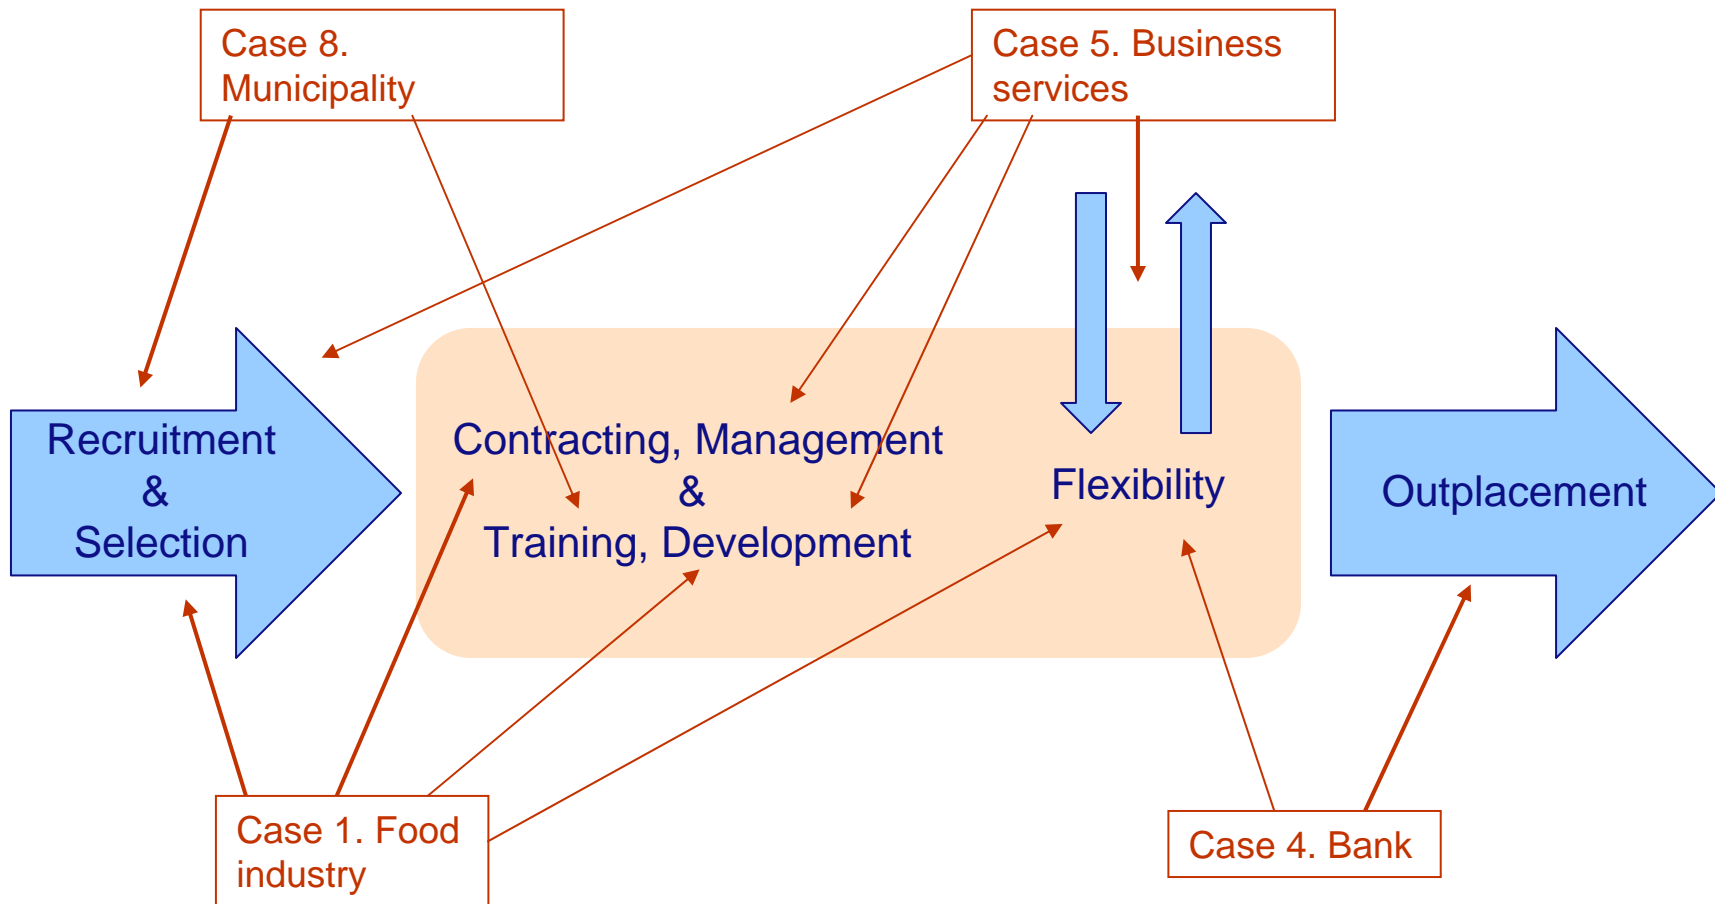 Case 8.
Municipality
Case 5. Business
services
Recruitment
&
Selection
Contracting, Management
&
Training, Development
Flexibility
Outplacement
Case 1. Food
industry
Case 4. Bank